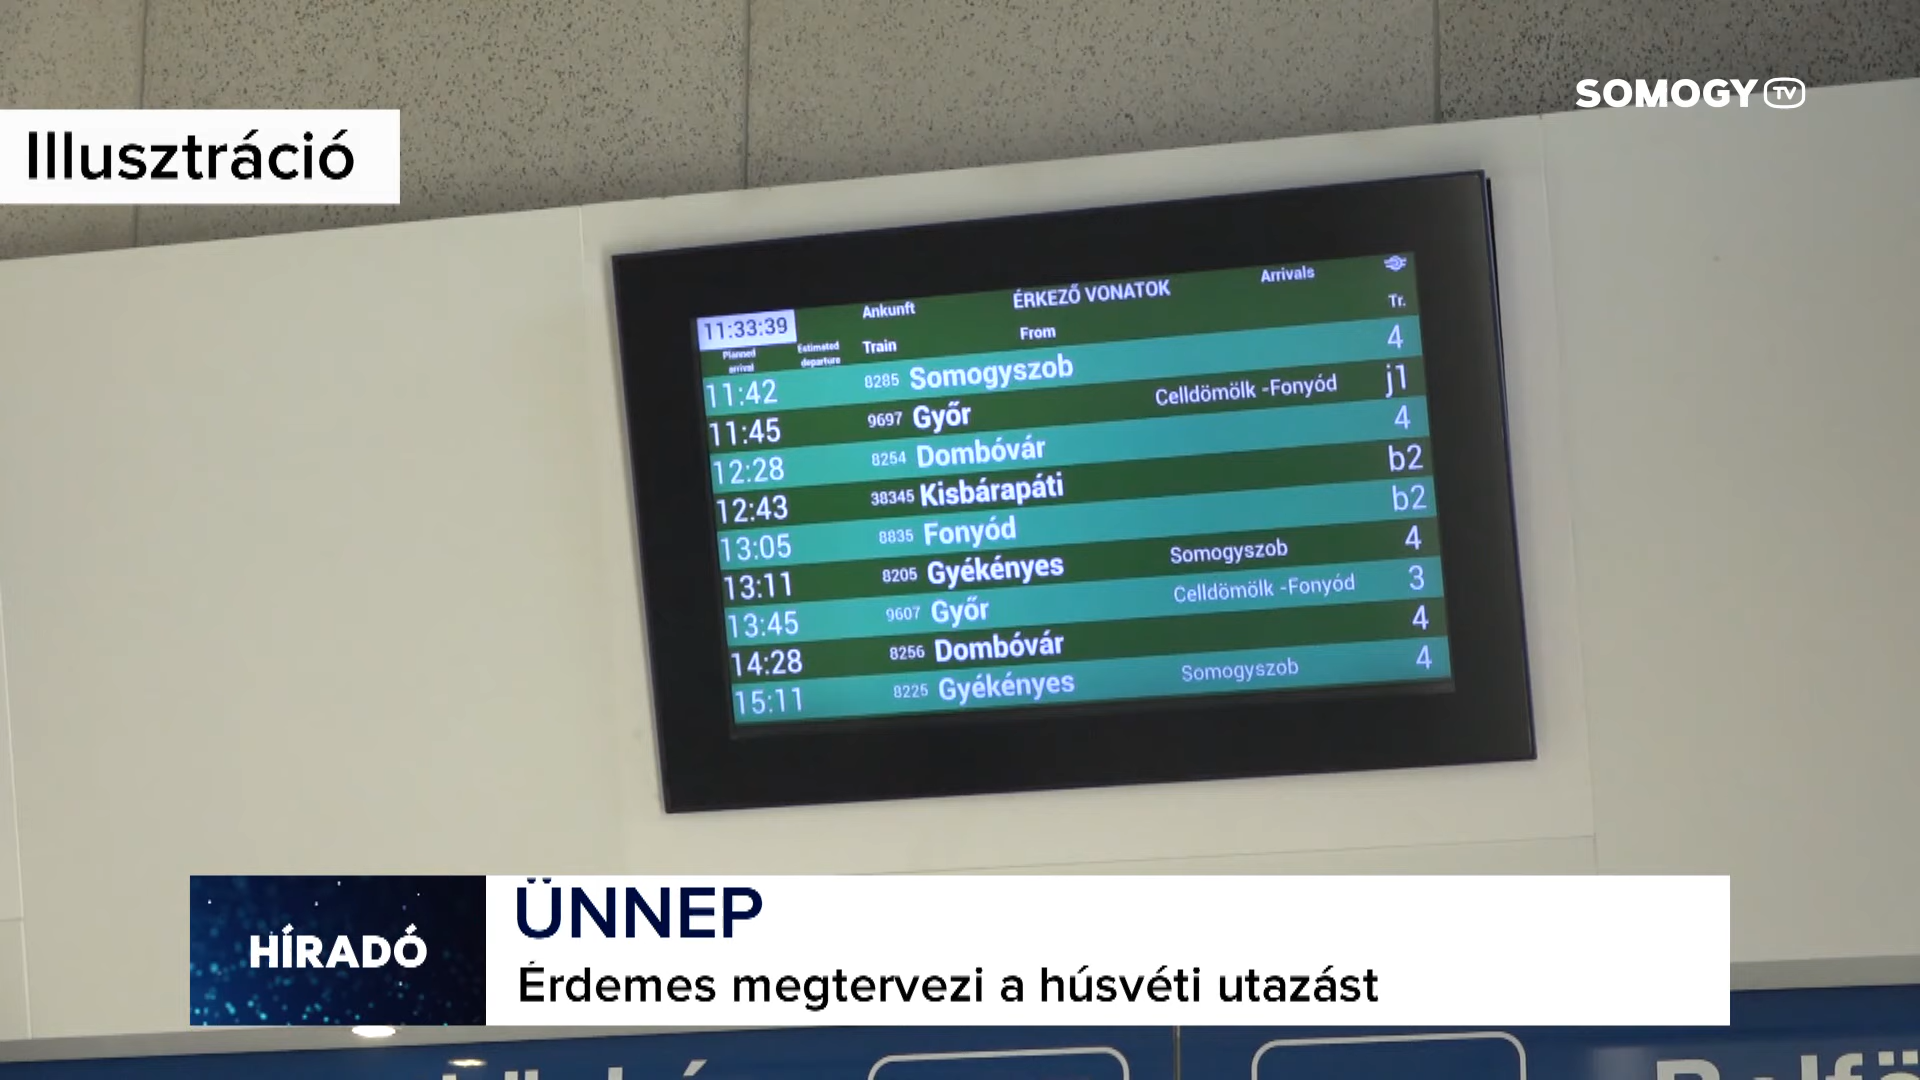 SOMOGY TV
Illusztráció
11:33:39 Ankunft ÉRKEZŐ VONATOK Arrivals
Planned arrival Estimated departure Train From Tr.
11:42 8285 Somogyszob 4
11:45 9697 Győr Celldömölk -Fonyód j1
12:28 8254 Dombóvár 4
12:43 38345 Kisbárapáti b2
13:05 8835 Fonyód b2
13:11 8205 Gyékényes Somogyszob 4
13:45 9607 Győr Celldömölk -Fonyód 3
14:28 8256 Dombóvár 4
15:11 8225 Gyékényes Somogyszob 4
HÍRADÓ
ÜNNEP
Érdemes megtervezi a húsvéti utazást